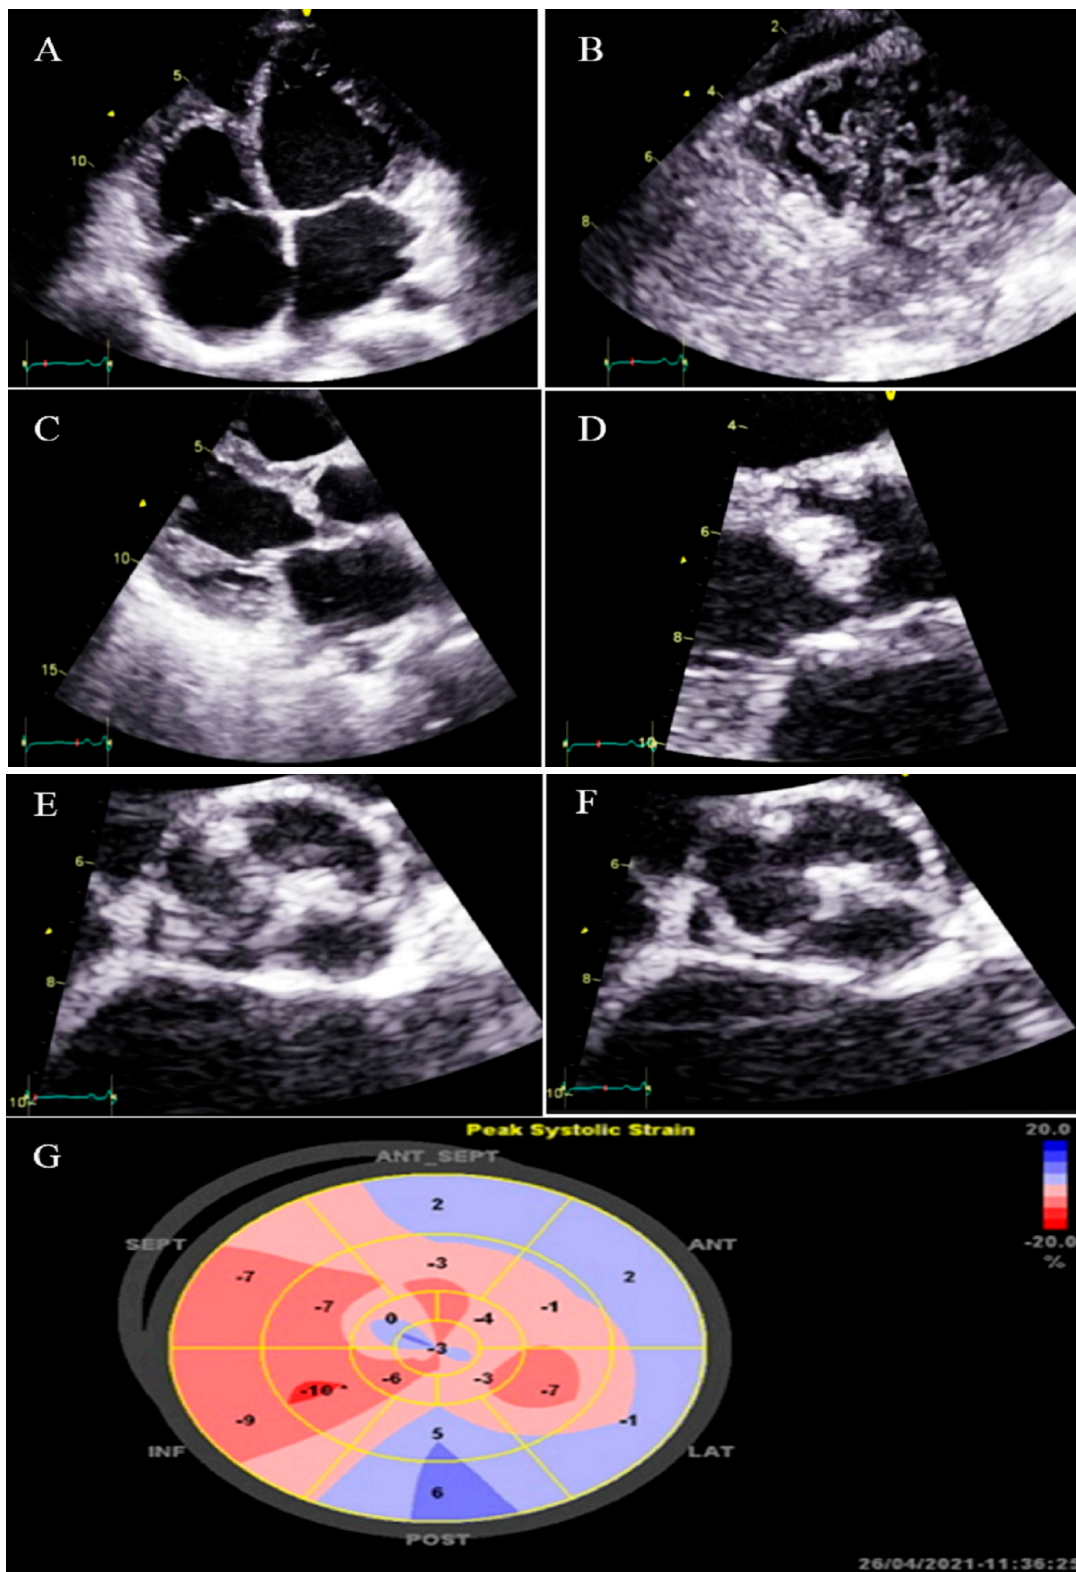 A
5
10
B
2
4
6
8
C
5
10
15
D
4
6
8
10
E
6
8
10
F
6
8
10
G
Peak Systolic Strain
20.0
-20.0
%
ANT_SEPT
SEPT
ANT
INF
LAT
POST
2
-7
-3
2
-7
0
-4
-1
-3
-10
-6
-3
-7
-9
5
-1
6
26/04/2021-11:36:25